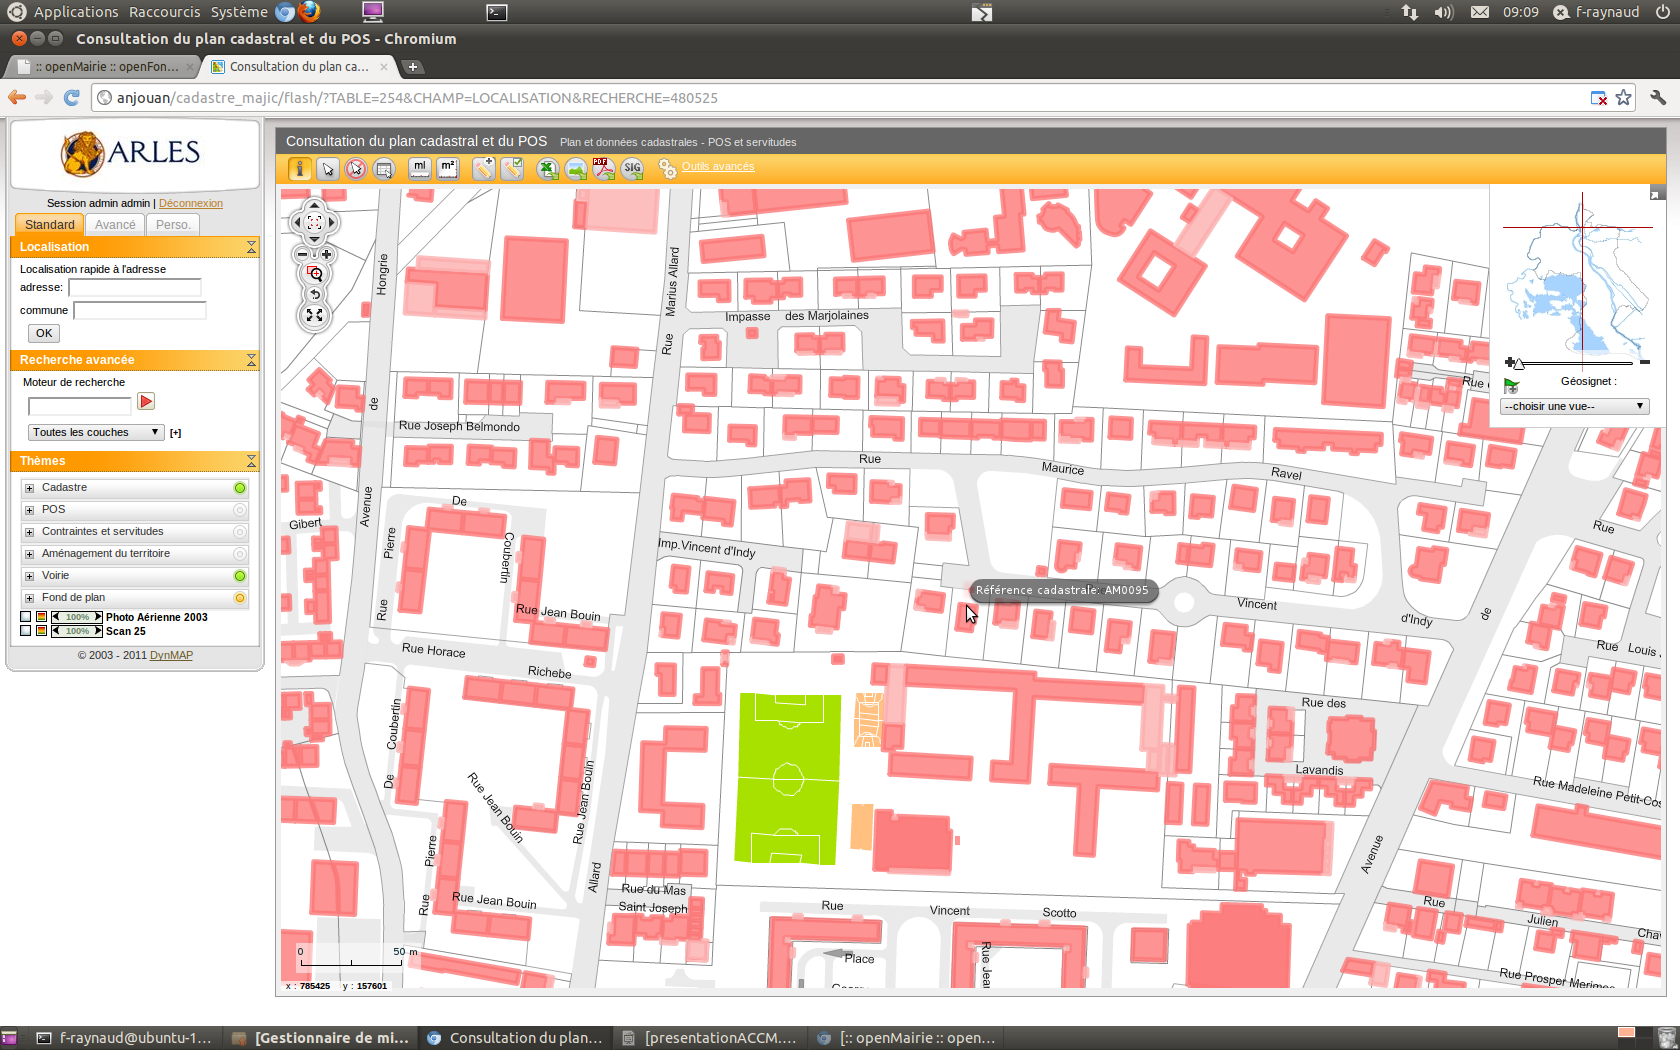 Applications Raccourcis Système
09:09 f-raynaud
Consultation du plan cadastral et du POS - Chromium
:: openMairie :: openFon...
Consultation du plan ca...
anjouan/cadastre_majic/flash/?TABLE=254&CHAMP=LOCALISATION&RECHERCHE=480525
ARLES
Session admin admin | Déconnexion
Standard Avancé Perso.
Localisation
Localisation rapide à l'adresse
adresse:
commune
OK
Recherche avancée
Moteur de recherche
Toutes les couches
[+]
Thèmes
Cadastre
POS
Contraintes et servitudes
Aménagement du territoire
Voirie
Fond de plan
100% Photo Aérienne 2003
100% Scan 25
© 2003 - 2011 DynMAP
Consultation du plan cadastral et du POS Plan et données cadastrales - POS et servitudes
i ml m² PDF SIG Outils avancés
Géosignet :
--choisir une vue--
Hongrie
de
Avenue
Marius Allard
Rue
Impasse des Marjolaines
Rue Joseph Belmondo
Rue Maurice Ravel
Gibert
De
Pierre
Coubertin
Rue
Rue Jean Bouin
Imp.Vincent d'Indy
Référence cadastrale: AM0095
Vincent
d'Indy
de
Rue
Rue Louis
Rue Horace
Richebe
Coubertin
De
Rue Jean Bouin
Rue Jean Bouin
Pierre
Rue
Rue Jean Bouin
Allard
Rue des
Lavandis
Rue Madeleine Petit-Cos
Avenue
Rue du Mas
Saint Joseph
Rue Vincent Scotto
Rue Julien
Rue Jean
Place
Rue Prosper Merimee
0 50 m
x : 785425 y : 157601
f-raynaud@ubuntu-1...
[Gestionnaire de mi...
Consultation du plan...
[presentationACCM....
[:: openMairie :: open...